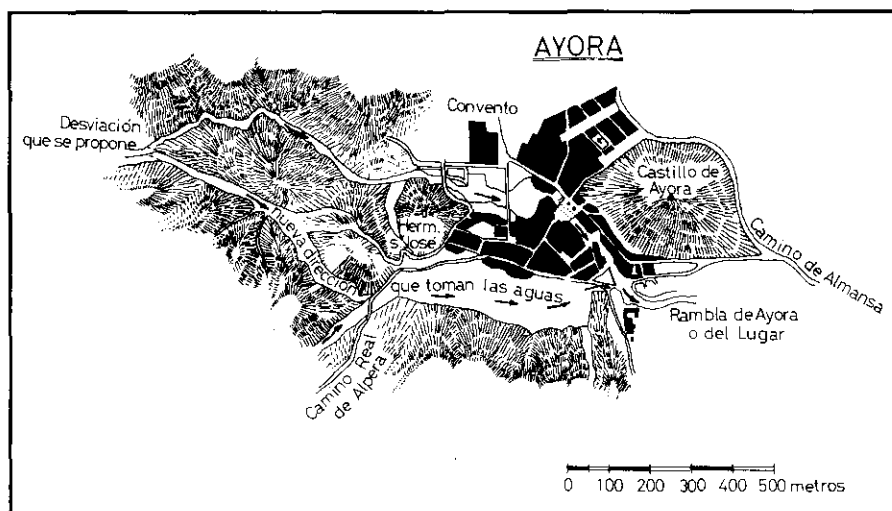 AYORA
Convento
Desviación
que se propone
Castillo de
Ayora
Herm.
S. José
nueva dirección
que toman las aguas
Camino de Almansa
Rambla de Ayora
o del Lugar
Camino Real
de Alpera
0 100 200 300 400 500 metros